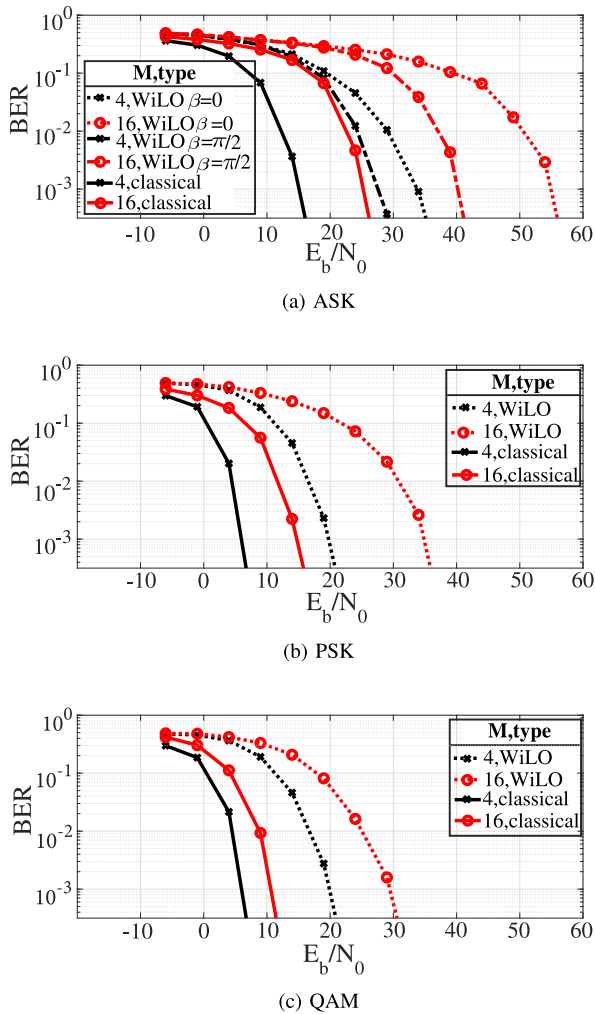 10^0
10^-1
10^-2
10^-3
BER
M,type
4,WiLO β=0
16,WiLO β=0
4,WiLO β=π/2
16,WiLO β=π/2
4,classical
16,classical
-10 0 10 20 30 40 50 60
E_b/N_0
(a) ASK
10^0
10^-1
10^-2
10^-3
BER
M,type
4,WiLO
16,WiLO
4,classical
16,classical
-10 0 10 20 30 40 50 60
E_b/N_0
(b) PSK
10^0
10^-1
10^-2
10^-3
BER
M,type
4,WiLO
16,WiLO
4,classical
16,classical
-10 0 10 20 30 40 50 60
E_b/N_0
(c) QAM